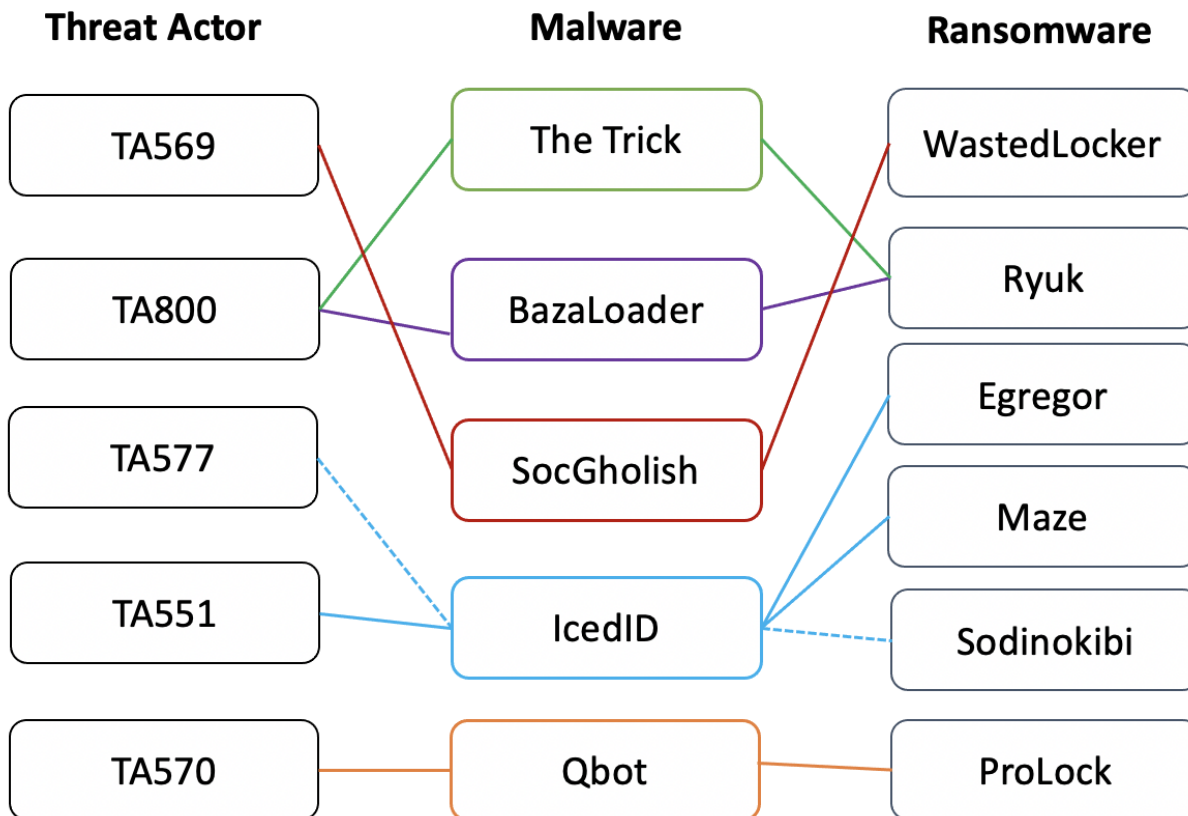 Threat Actor
Malware
Ransomware
TA569
The Trick
WastedLocker
TA800
BazaLoader
Ryuk
Egregor
TA577
SocGholish
Maze
TA551
IcedID
Sodinokibi
TA570
Qbot
ProLock